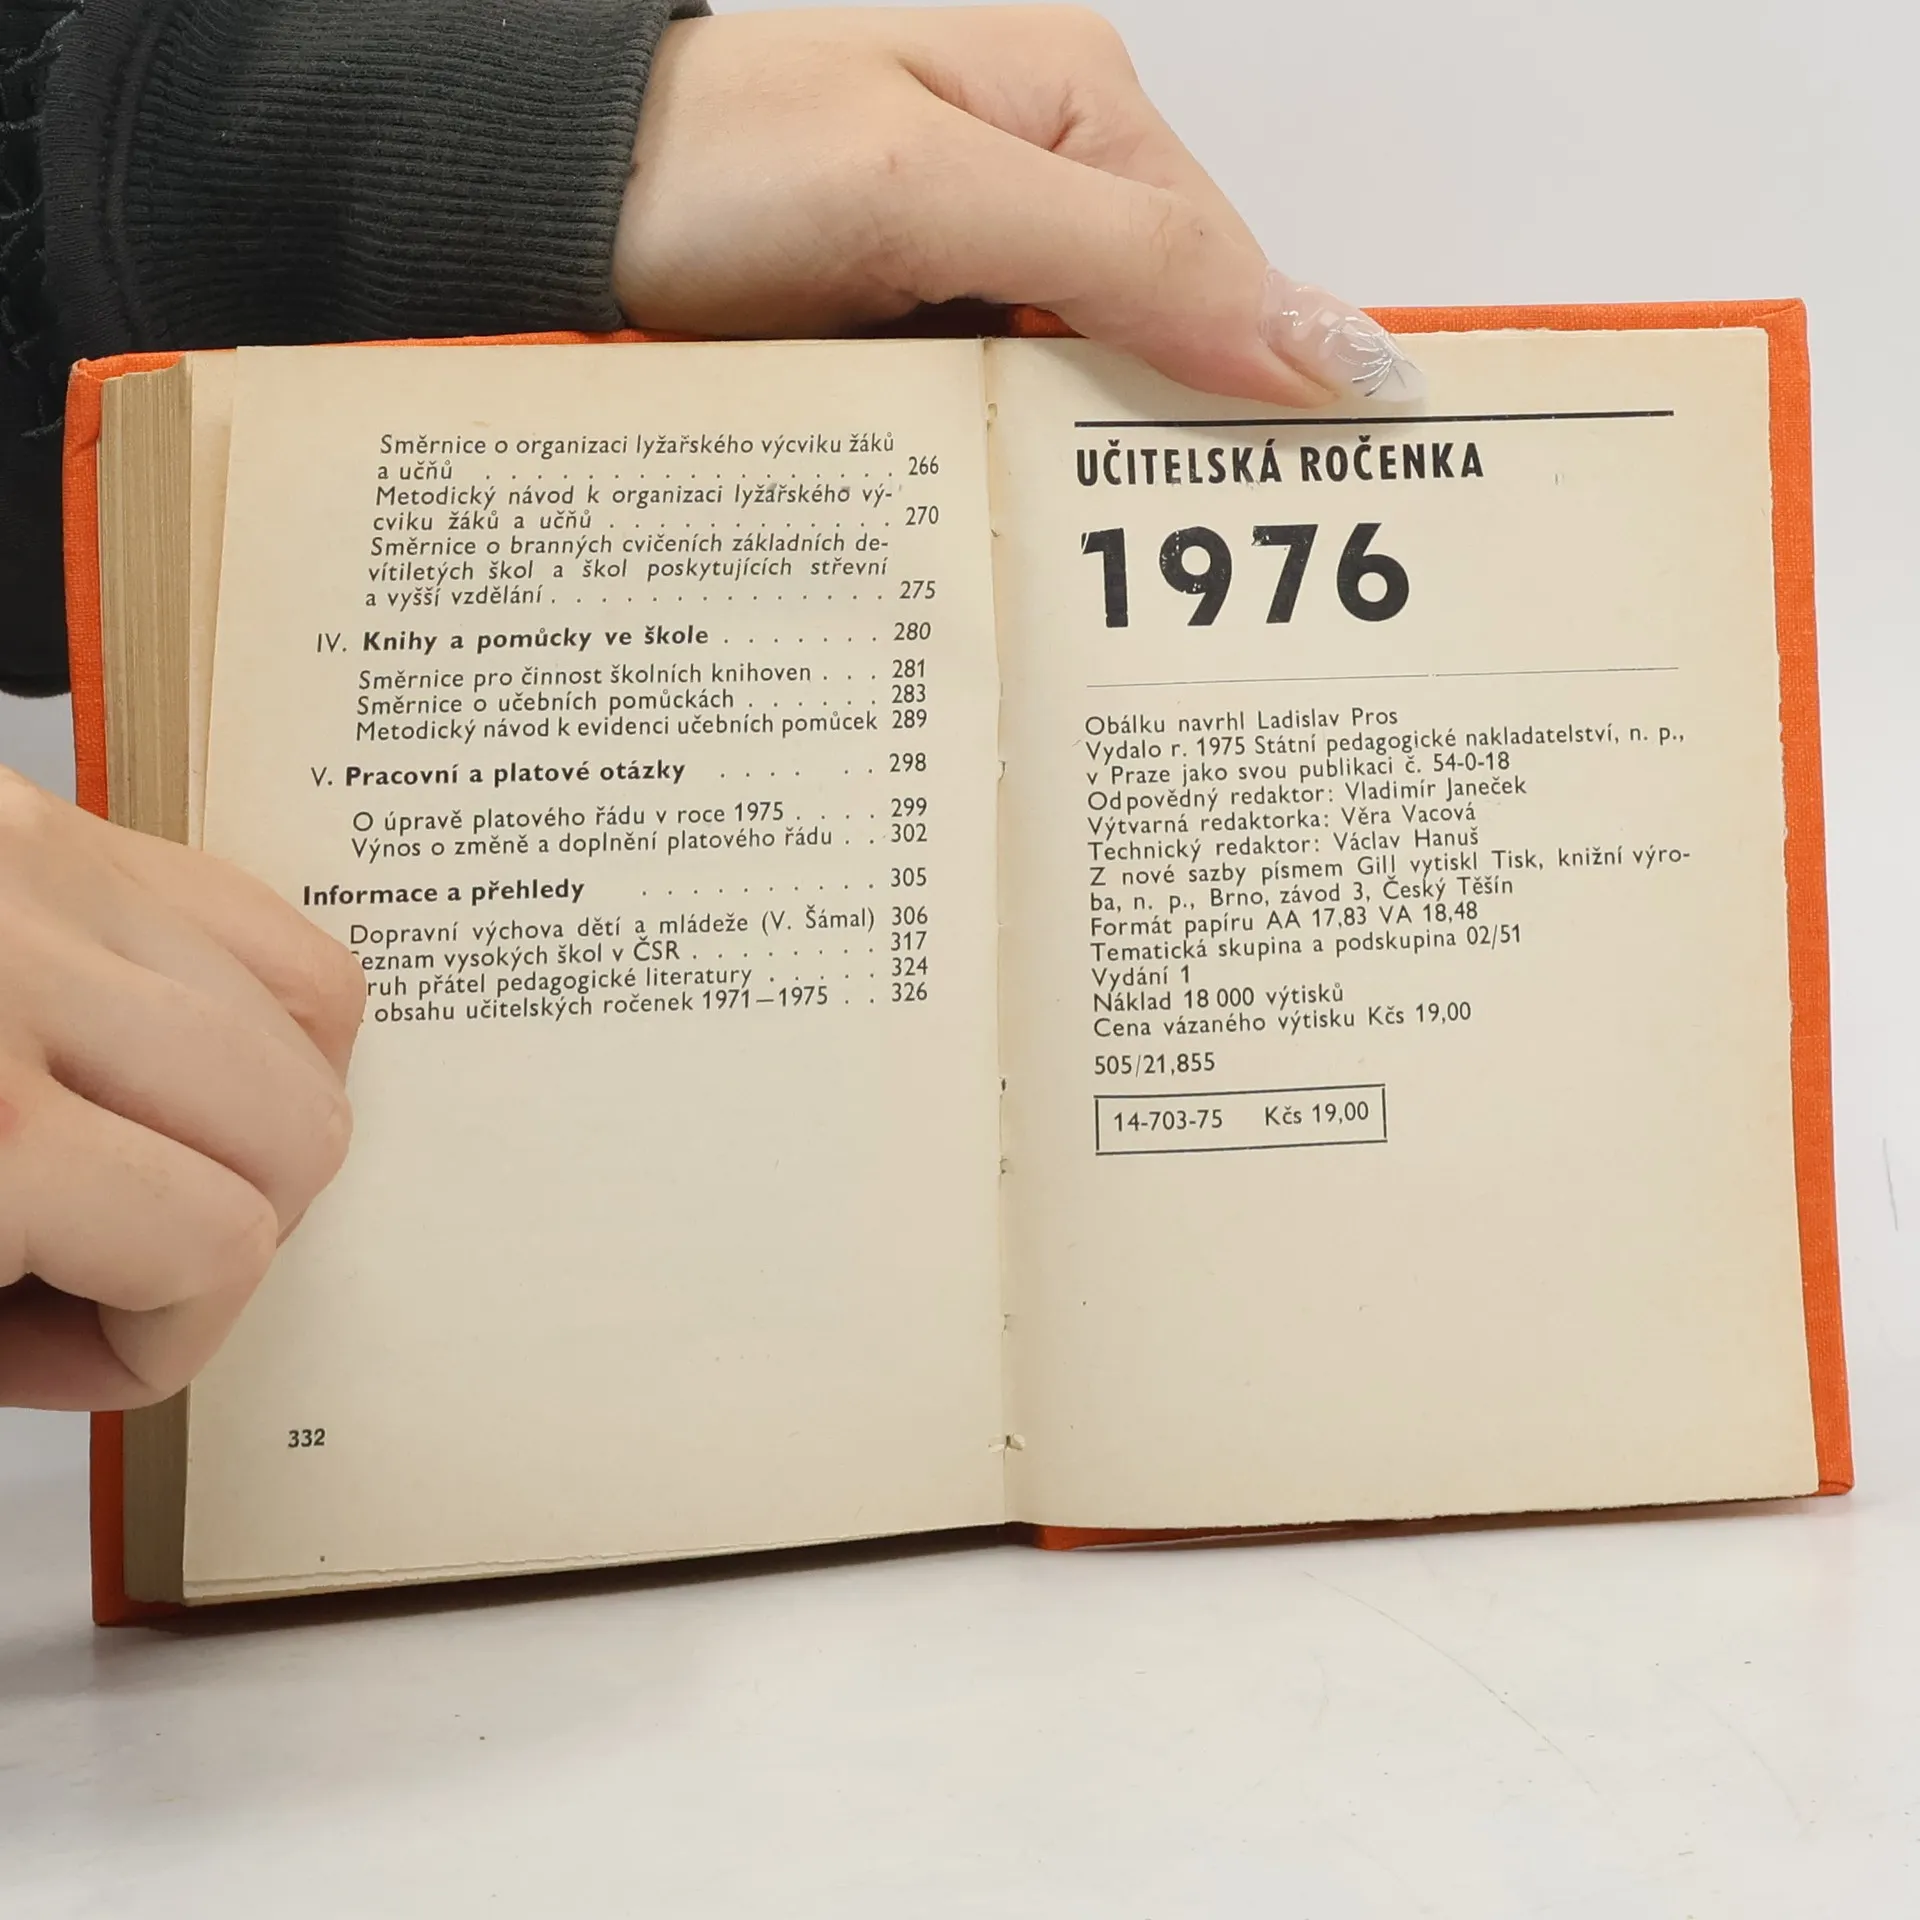 Směrnice o organizaci lyžařského výcviku žáků
a učňů . . . . . . . . . . . . . . . . . 266
Metodický návod k organizaci lyžařského vý-
cviku žáků a učňů . . . . . . . . . . . . 270
Směrnice o branných cvičeních základních de-
vítiletých škol a škol poskytujících střevní
a vyšší vzdělání . . . . . . . . . . . . . . 275
IV. Knihy a pomůcky ve škole . . . . . . . 280
Směrnice pro činnost školních knihoven . . . 281
Směrnice o učebních pomůckách . . . . . . 283
Metodický návod k evidenci učebních pomůcek 289
V. Pracovní a platové otázky . . . . . . 298
O úpravě platového řádu v roce 1975 . . . . 299
Výnos o změně a doplnění platového řádu . . 302
Informace a přehledy . . . . . . . . . . 305
Dopravní výchova dětí a mládeže (V. Šámal) 306
eznam vysokých škol v ČSR . . . . . . . . 317
ruh přátel pedagogické literatury . . . . . 324
obsahu učitelských ročenek 1971—1975 . . 326
332
UČITELSKÁ ROČENKA
1976
Obálku navrhl Ladislav Pros
Vydalo r. 1975 Státní pedagogické nakladatelství, n. p.,
v Praze jako svou publikaci č. 54-0-18
Odpovědný redaktor: Vladimír Janeček
Výtvarná redaktorka: Věra Vacová
Technický redaktor: Václav Hanuš
Z nové sazby písmem Gill vytiskl Tisk, knižní výro-
ba, n. p., Brno, závod 3, Český Těšín
Formát papíru AA 17,83 VA 18,48
Tematická skupina a podskupina 02/51
Vydání 1
Náklad 18 000 výtisků
Cena vázaného výtisku Kčs 19,00
505/21,855
14-703-75 Kčs 19,00